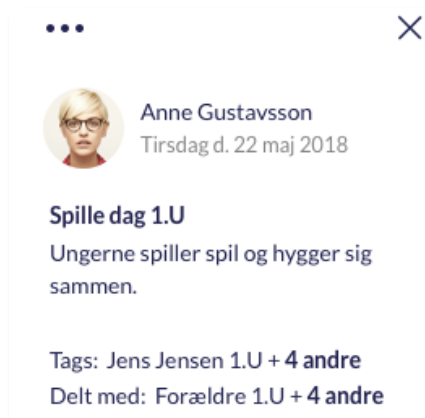 Anne Gustavsson
Tirsdag d. 22 maj 2018
Spille dag 1.U
Ungerne spiller spil og hygger sig
sammen.
Tags: Jens Jensen 1.U + 4 andre
Delt med: Forældre 1.U + 4 andre